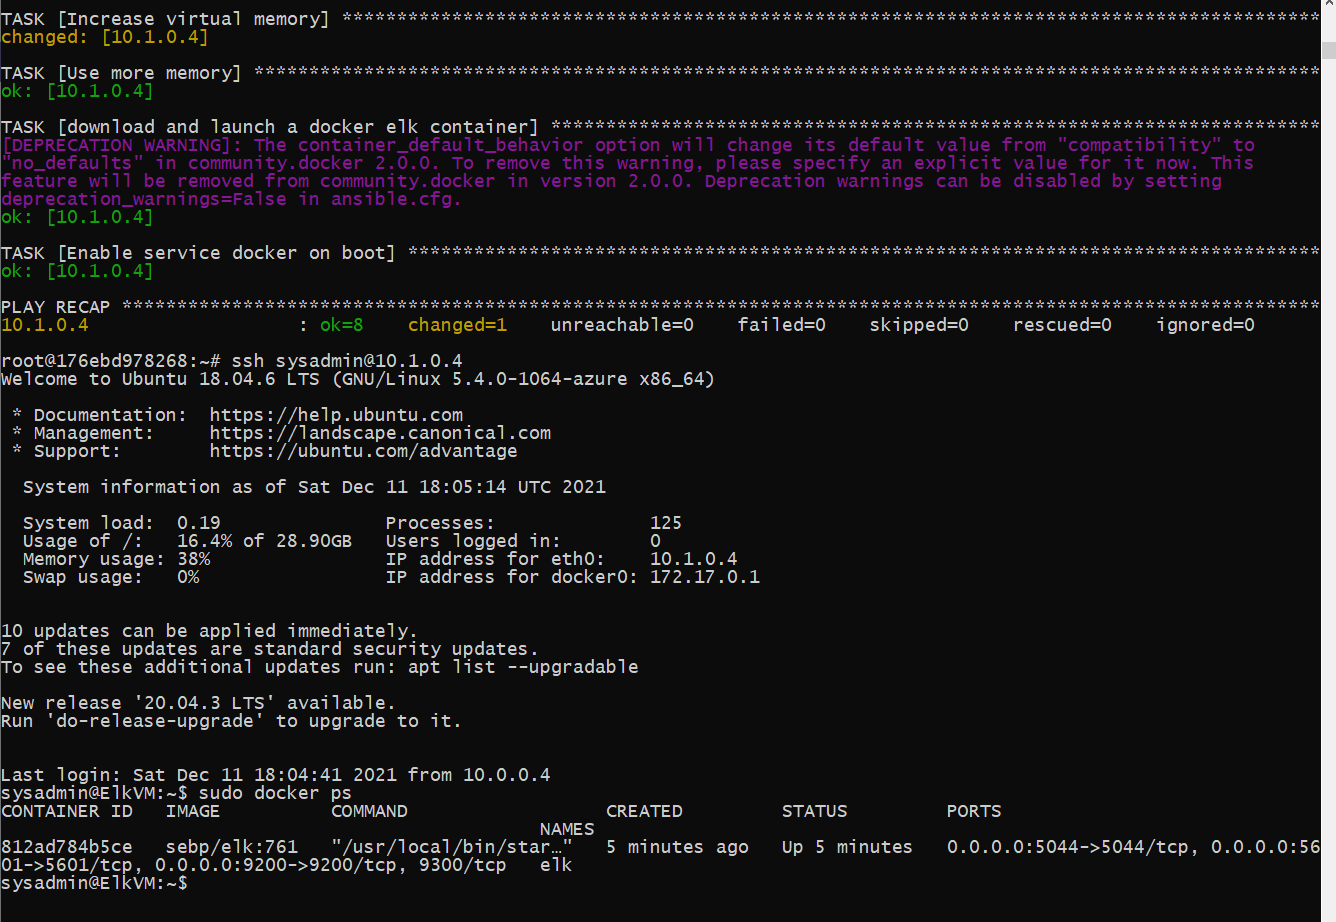 TASK [Increase virtual memory] *****************************************************************************************
changed: [10.1.0.4]
TASK [Use more memory] *************************************************************************************************
ok: [10.1.0.4]
TASK [download and launch a docker elk container] **********************************************************************
[DEPRECATION WARNING]: The container_default_behavior option will change its default value from "compatibility" to
"no_defaults" in community.docker 2.0.0. To remove this warning, please specify an explicit value for it now. This
feature will be removed from community.docker in version 2.0.0. Deprecation warnings can be disabled by setting
deprecation_warnings=False in ansible.cfg.
ok: [10.1.0.4]
TASK [Enable service docker on boot] ***********************************************************************************
ok: [10.1.0.4]
PLAY RECAP *************************************************************************************************************
10.1.0.4                   : ok=8    changed=1    unreachable=0    failed=0    skipped=0    rescued=0    ignored=0
root@176ebd978268:~# ssh sysadmin@10.1.0.4
Welcome to Ubuntu 18.04.6 LTS (GNU/Linux 5.4.0-1064-azure x86_64)
 * Documentation:  https://help.ubuntu.com
 * Management:     https://landscape.canonical.com
 * Support:        https://ubuntu.com/advantage
  System information as of Sat Dec 11 18:05:14 UTC 2021
  System load:  0.19               Processes:              125
  Usage of /:   16.4% of 28.90GB   Users logged in:        0
  Memory usage: 38%                IP address for eth0:    10.1.0.4
  Swap usage:   0%                 IP address for docker0: 172.17.0.1
10 updates can be applied immediately.
7 of these updates are standard security updates.
To see these additional updates run: apt list --upgradable
New release '20.04.3 LTS' available.
Run 'do-release-upgrade' to upgrade to it.
Last login: Sat Dec 11 18:04:41 2021 from 10.0.0.4
sysadmin@ElkVM:~$ sudo docker ps
CONTAINER ID   IMAGE          COMMAND                  CREATED         STATUS         PORTS
                                                 NAMES
812ad784b5ce   sebp/elk:761   "/usr/local/bin/star…"   5 minutes ago   Up 5 minutes   0.0.0.0:5044->5044/tcp, 0.0.0.0:56
01->5601/tcp, 0.0.0.0:9200->9200/tcp, 9300/tcp   elk
sysadmin@ElkVM:~$